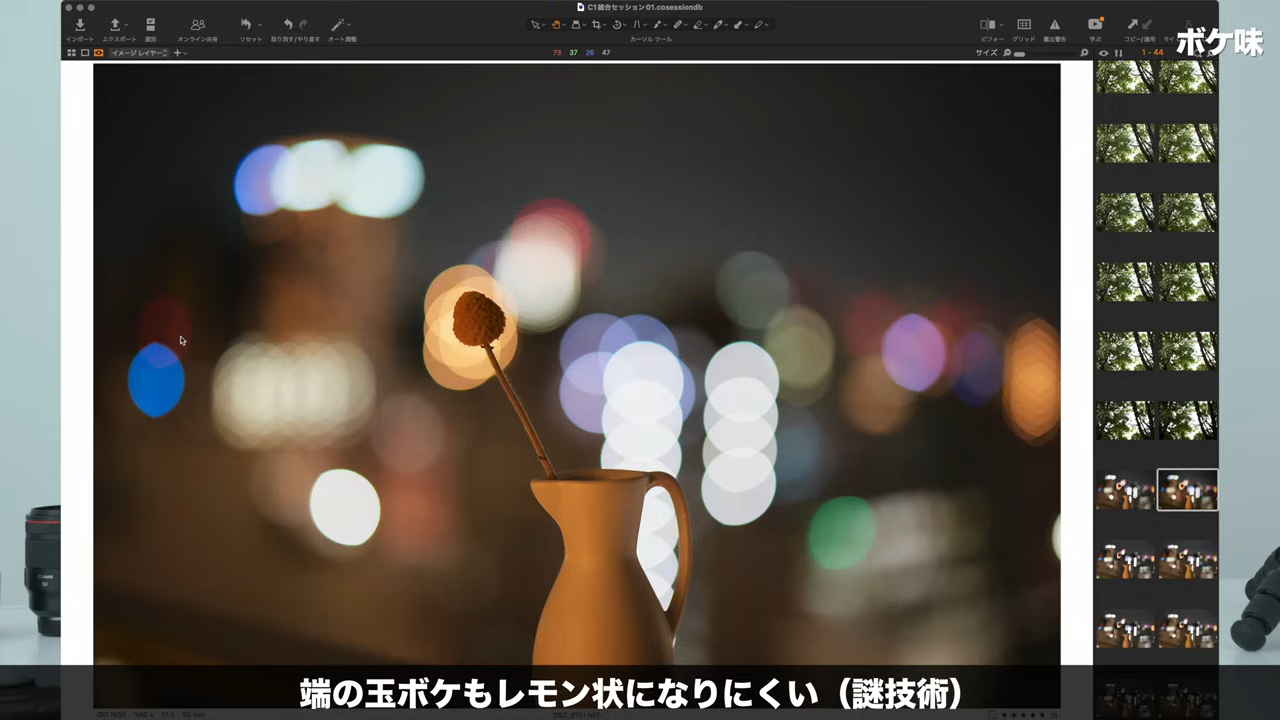 C1総合セッション01.cosessiondb
インポート エクスポート 選別 オンライン共有 リセット 取り消す/やり直す オート調整 カーソル ツール ビフォー グリッド 露出警告 学ぶ コピー/適用
ボケ味
イメージ レイヤー 73 37 26 47 サイズ 1 - 44
端の玉ボケもレモン状になりにくい（謎技術）